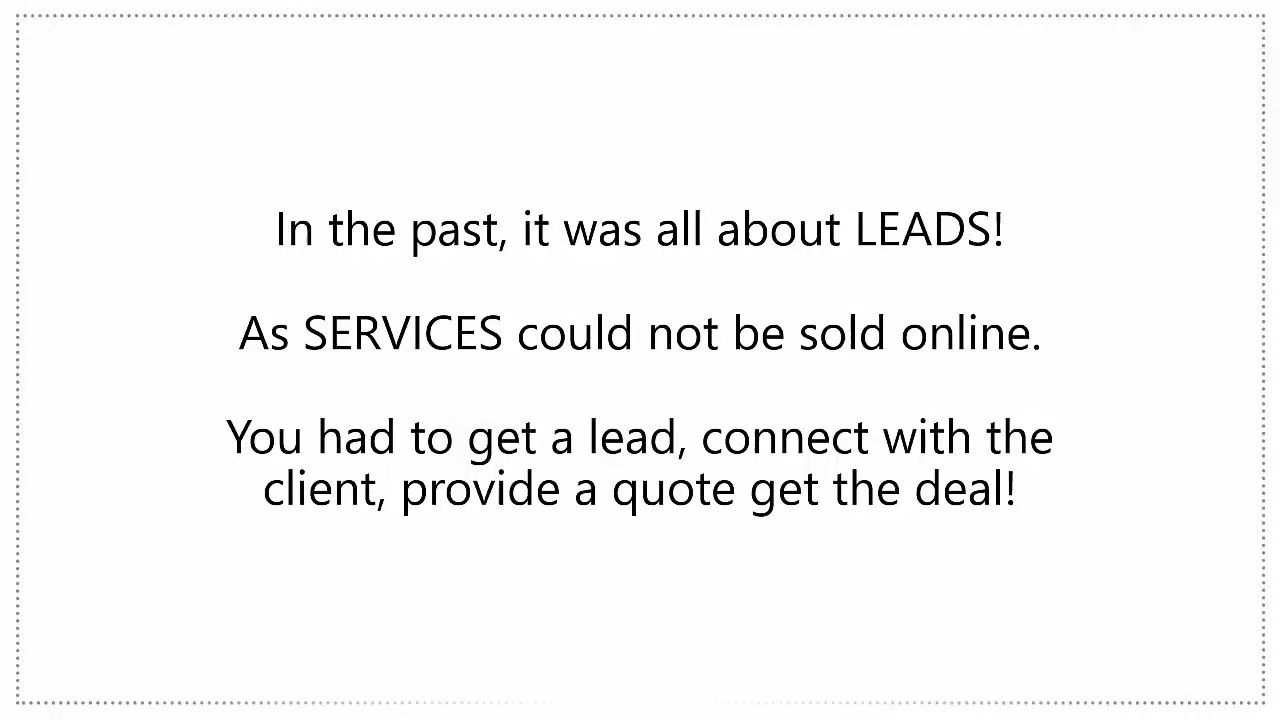 In the past, it was all about LEADS!
As SERVICES could not be sold online.
You had to get a lead, connect with the
client, provide a quote get the deal!